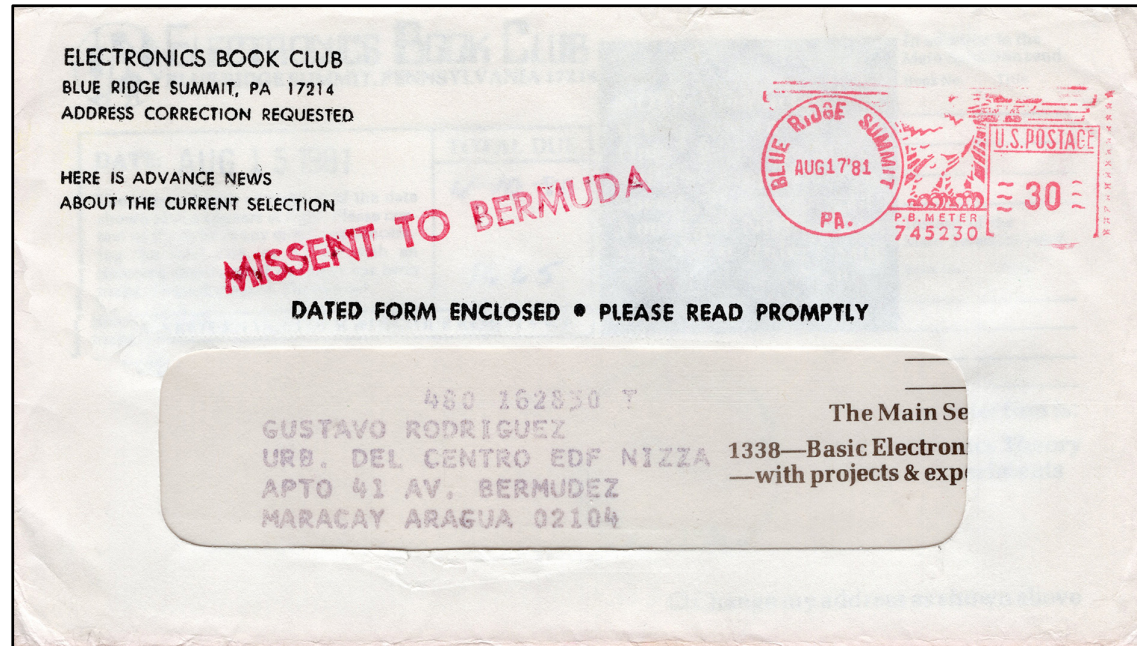 ELECTRONICS BOOK CLUB
BLUE RIDGE SUMMIT, PA 17214
ADDRESS CORRECTION REQUESTED
HERE IS ADVANCE NEWS
ABOUT THE CURRENT SELECTION
MISSENT TO BERMUDA
BLUE RIDGE SUMMIT
AUG17'81
PA.
U.S.POSTAGE
30
P.B. METER
745230
DATED FORM ENCLOSED • PLEASE READ PROMPTLY
480 162830 T
GUSTAVO RODRIGUEZ
URB. DEL CENTRO EDF NIZZA
APTO 41 AV. BERMUDEZ
MARACAY ARAGUA 02104
The Main Se
1338—Basic Electron
—with projects & exp